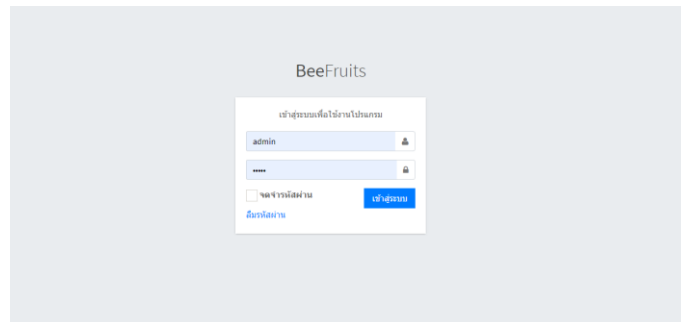 BeeFruits
เข้าสู่ระบบเพื่อใช้งานโปรแกรม
admin
•••••
จดจำรหัสผ่าน
เข้าสู่ระบบ
ลืมรหัสผ่าน